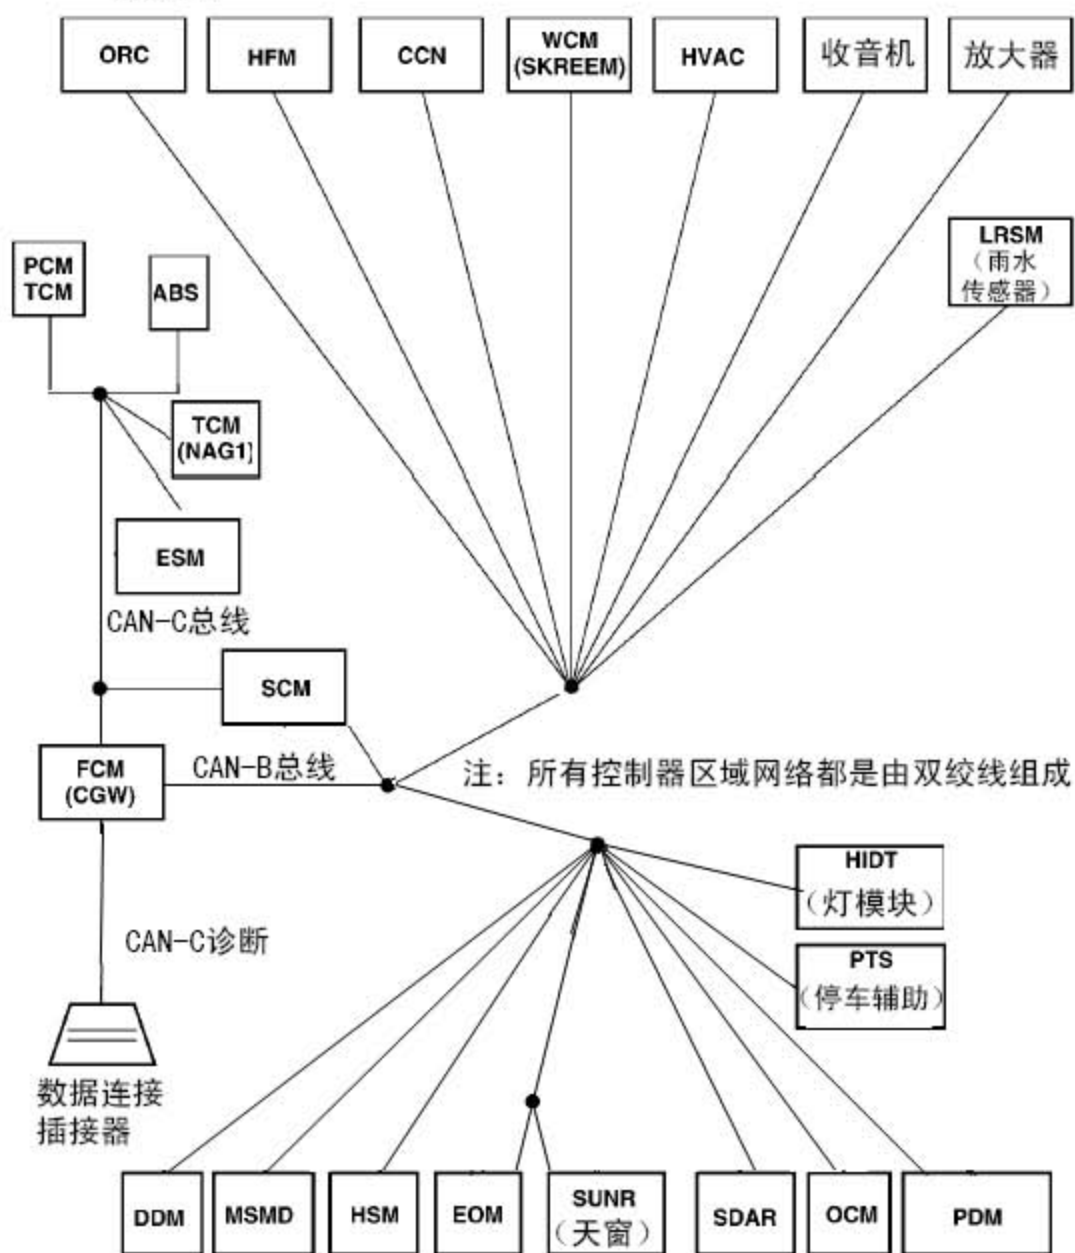 ORC
HFM
CCN
WCM
(SKREEM)
HVAC
收音机
放大器
LRSM
（雨水
传感器）
PCM
TCM
ABS
TCM
(NAG1)
ESM
CAN-C总线
SCM
FCM
(CGW)
CAN-B总线
注：所有控制器区域网络都是由双绞线组成
HIDT
（灯模块）
CAN-C诊断
PTS
（停车辅助）
数据连接
插接器
DDM
MSMD
HSM
EOM
SUNR
（天窗）
SDAR
OCM
PDM